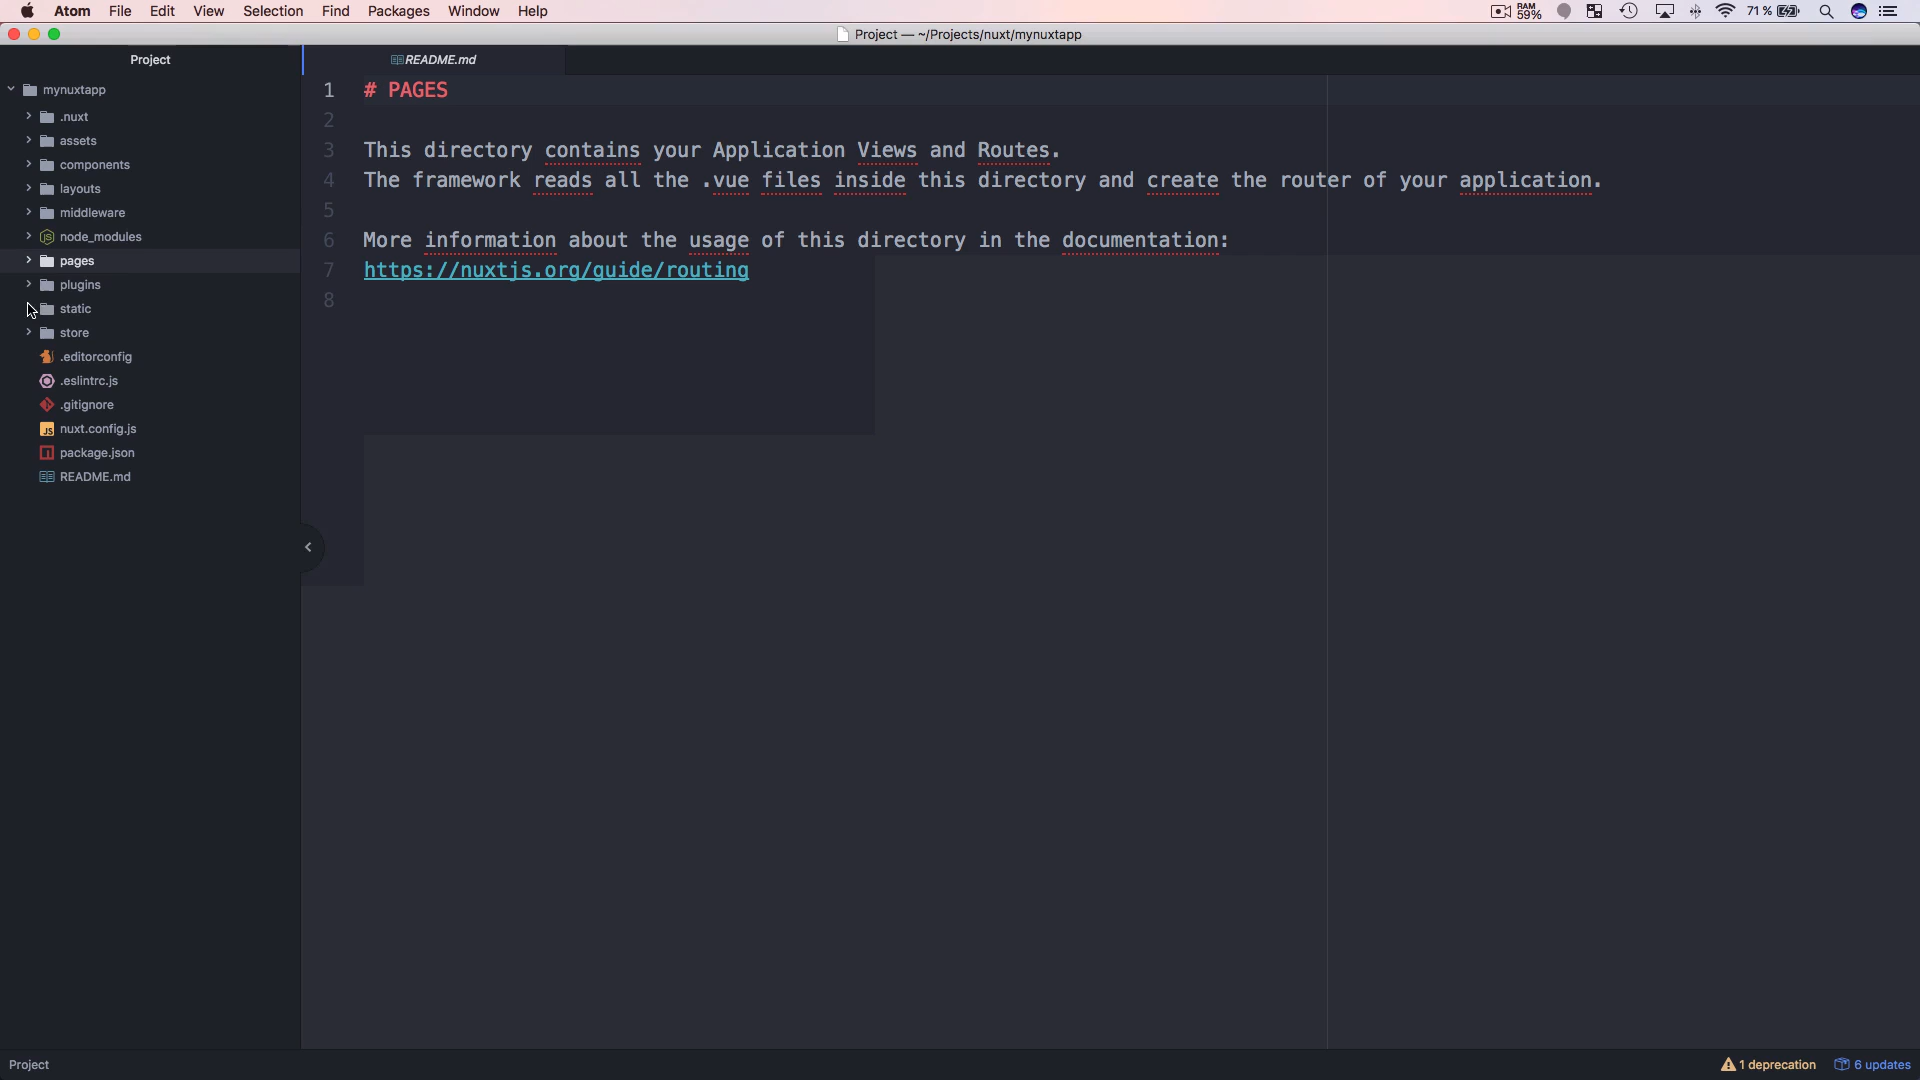 Atom File Edit View Selection Find Packages Window Help RAM 59% 71 %
Project — ~/Projects/nuxt/mynuxtapp
Project
README.md
mynuxtapp
.nuxt
assets
components
layouts
middleware
node_modules
pages
plugins
static
store
.editorconfig
.eslintrc.js
.gitignore
nuxt.config.js
package.json
README.md
1 # PAGES
2
3 This directory contains your Application Views and Routes.
4 The framework reads all the .vue files inside this directory and create the router of your application.
5
6 More information about the usage of this directory in the documentation:
7 https://nuxtjs.org/guide/routing
8
Project
1 deprecation 6 updates